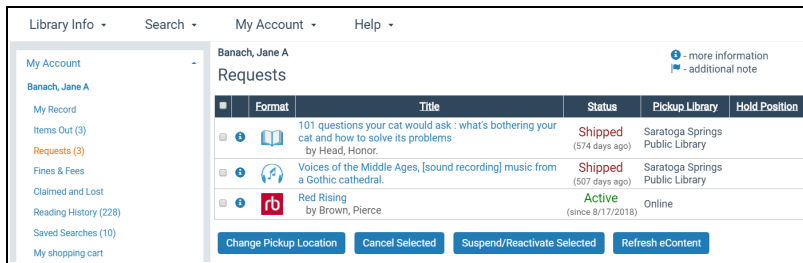 Library Info Search My Account Help
My Account
Banach, Jane A
My Record
Items Out (3)
Requests (3)
Fines & Fees
Claimed and Lost
Reading History (228)
Saved Searches (10)
My shopping cart
Banach, Jane A
Requests
- more information
- additional note
Format Title Status Pickup Library Hold Position
101 questions your cat would ask : what's bothering your
cat and how to solve its problems
by Head, Honor.
Shipped
(574 days ago)
Saratoga Springs
Public Library
Voices of the Middle Ages, [sound recording] music from
a Gothic cathedral.
Shipped
(507 days ago)
Saratoga Springs
Public Library
rb
Red Rising
by Brown, Pierce
Active
(since 8/17/2018)
Online
Change Pickup Location Cancel Selected Suspend/Reactivate Selected Refresh eContent